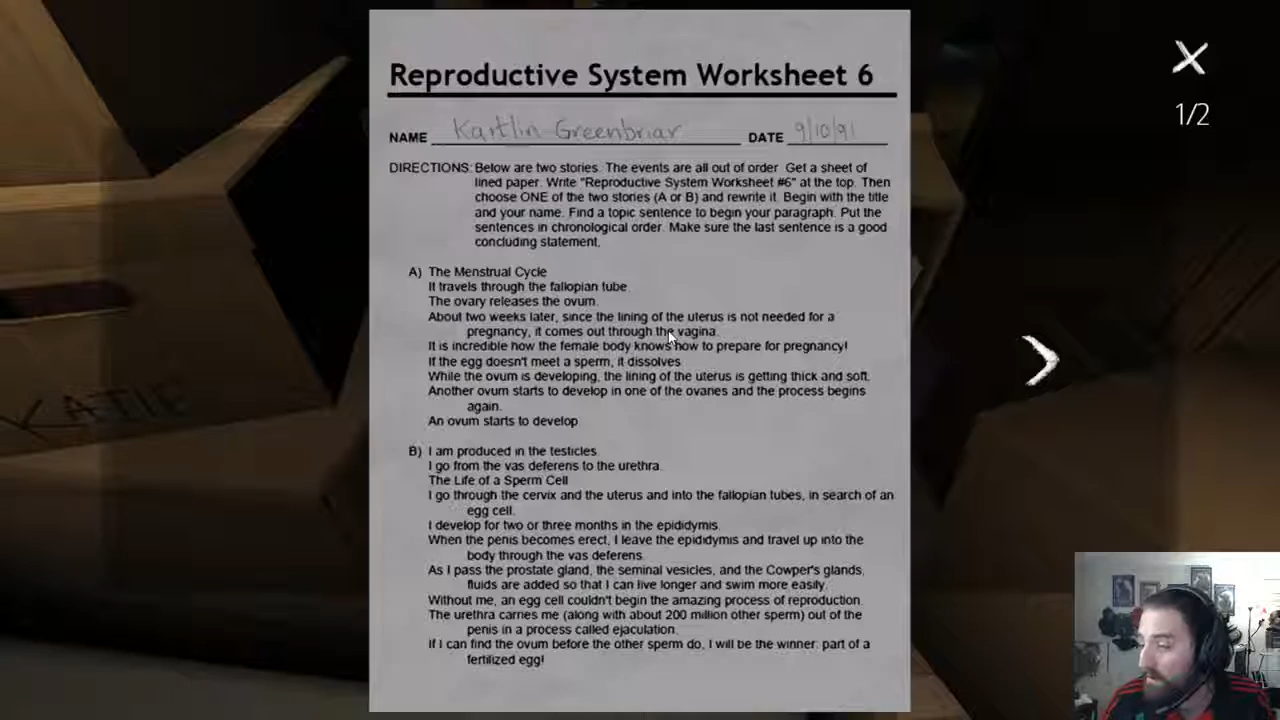 Reproductive System Worksheet 6
NAME Kaitlin Greenbriar DATE 9/10/91
DIRECTIONS: Below are two stories. The events are all out of order. Get a sheet of
lined paper. Write "Reproductive System Worksheet #6" at the top. Then
choose ONE of the two stories (A or B) and rewrite it. Begin with the title
and your name. Find a topic sentence to begin your paragraph. Put the
sentences in chronological order. Make sure the last sentence is a good
concluding statement.
A) The Menstrual Cycle
It travels through the fallopian tube.
The ovary releases the ovum.
About two weeks later, since the lining of the uterus is not needed for a
pregnancy, it comes out through the vagina.
It is incredible how the female body knows how to prepare for pregnancy!
If the egg doesn't meet a sperm, it dissolves
While the ovum is developing, the lining of the uterus is getting thick and soft.
Another ovum starts to develop in one of the ovaries and the process begins
again.
An ovum starts to develop
B) I am produced in the testicles.
I go from the vas deferens to the urethra.
The Life of a Sperm Cell
I go through the cervix and the uterus and into the fallopian tubes, in search of an
egg cell.
I develop for two or three months in the epididymis.
When the penis becomes erect, I leave the epididymis and travel up into the
body through the vas deferens.
As I pass the prostate gland, the seminal vesicles, and the Cowper's glands,
fluids are added so that I can live longer and swim more easily.
Without me, an egg cell couldn't begin the amazing process of reproduction.
The urethra carries me (along with about 200 million other sperm) out of the
penis in a process called ejaculation.
If I can find the ovum before the other sperm do, I will be the winner: part of a
fertilized egg!
1/2
KATIE